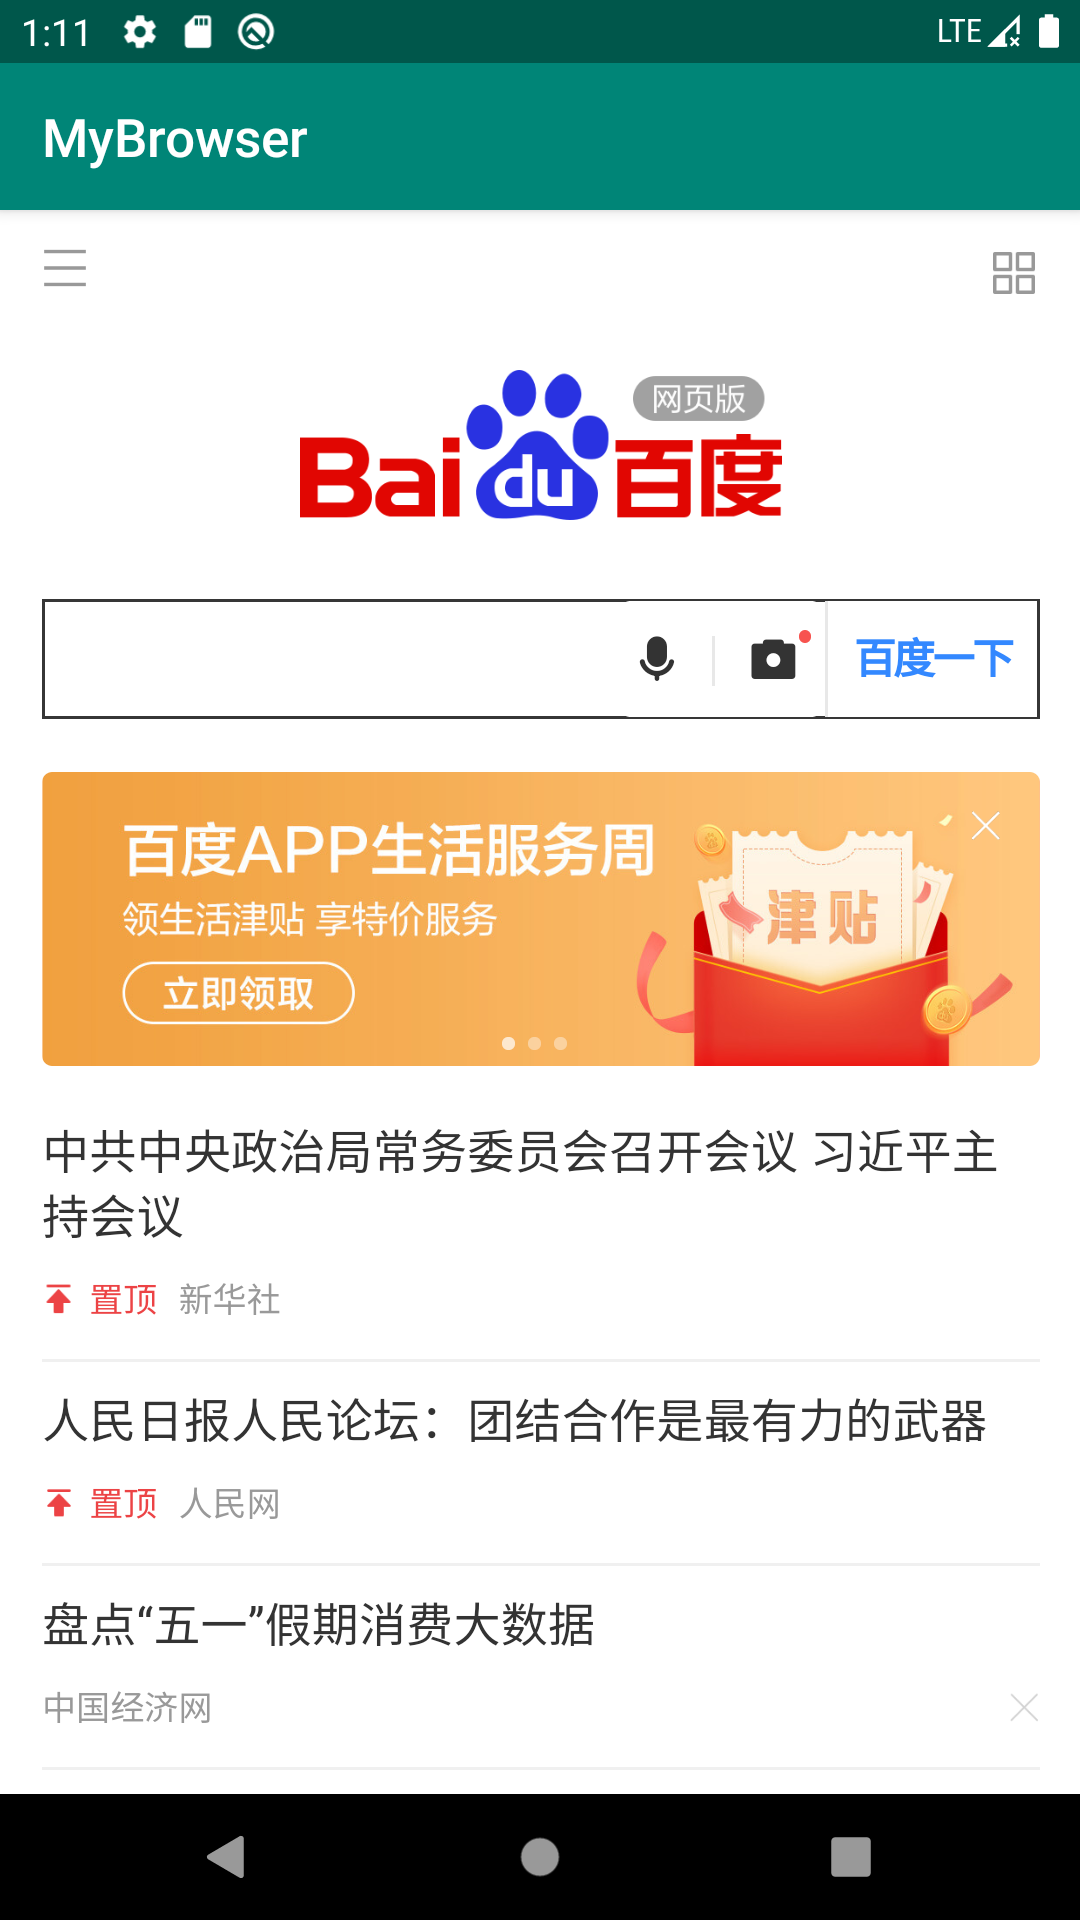 1:11 LTE
MyBrowser
网页版
Bai du 百度
百度一下
百度APP生活服务周
领生活津贴 享特价服务
立即领取
津贴
中共中央政治局常务委员会召开会议 习近平主
持会议
置顶 新华社
人民日报人民论坛：团结合作是最有力的武器
置顶 人民网
盘点“五一”假期消费大数据
中国经济网